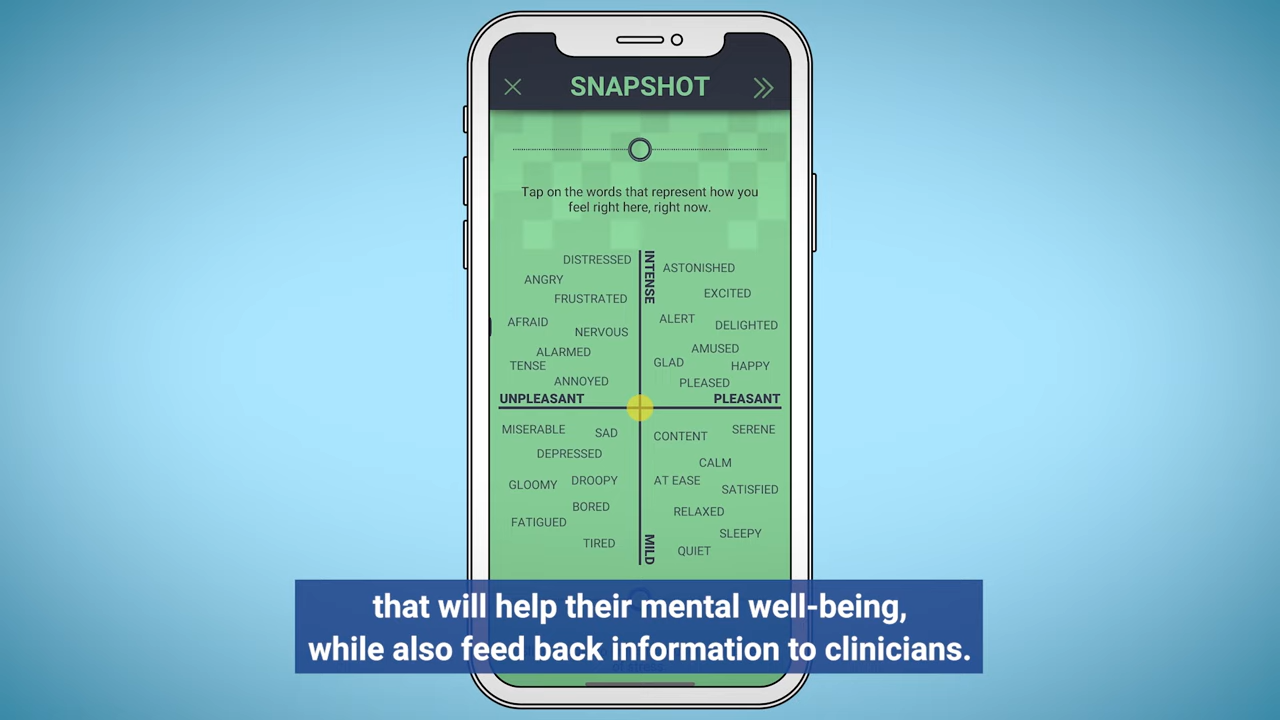 SNAPSHOT
Tap on the words that represent how you
feel right here, right now.
INTENSE
DISTRESSED
ASTONISHED
ANGRY
EXCITED
FRUSTRATED
AFRAID
ALERT
DELIGHTED
NERVOUS
AMUSED
ALARMED
GLAD
HAPPY
TENSE
PLEASED
ANNOYED
UNPLEASANT
PLEASANT
MISERABLE
SAD
CONTENT
SERENE
DEPRESSED
CALM
GLOOMY
DROOPY
AT EASE
SATISFIED
BORED
RELAXED
FATIGUED
SLEEPY
TIRED
QUIET
MILD
that will help their mental well-being,
while also feed back information to clinicians.